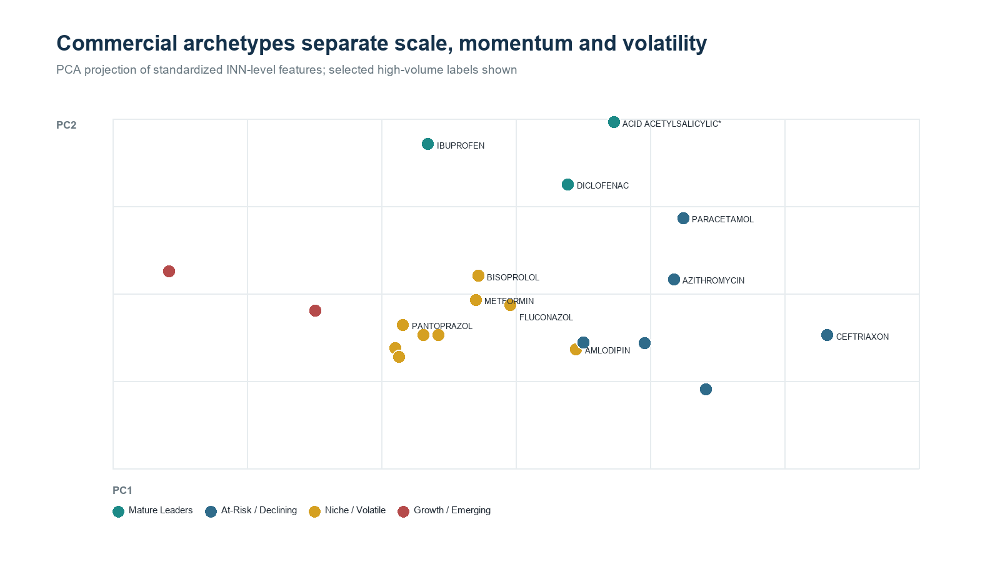 Commercial archetypes separate scale, momentum and volatility
PCA projection of standardized INN-level features; selected high-volume labels shown
PC2
ACID ACETYLSALICYLIC*
IBUPROFEN
DICLOFENAC
PARACETAMOL
BISOPROLOL
AZITHROMYCIN
METFORMIN
FLUCONAZOL
PANTOPRAZOL
CEFTRIAXON
AMLODIPIN
PC1
Mature Leaders
At-Risk / Declining
Niche / Volatile
Growth / Emerging